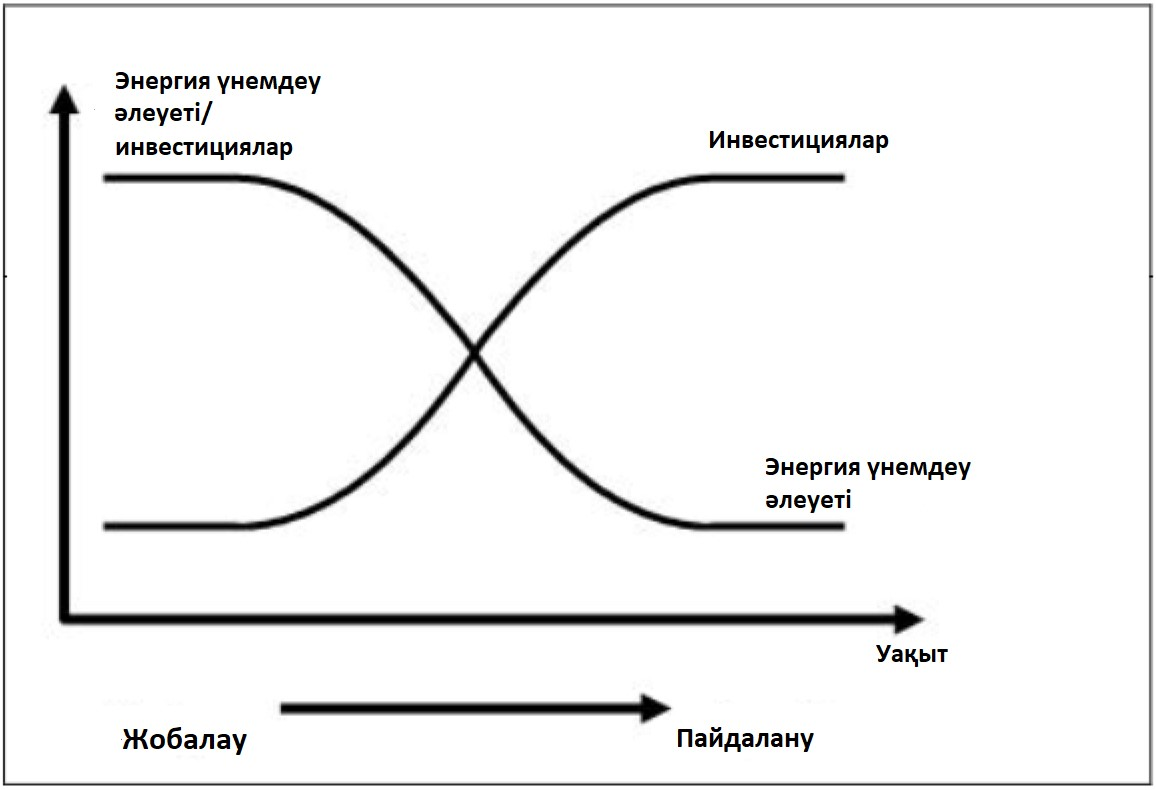 Энергия үнемдеу
әлеуеті/
инвестициялар
Инвестициялар
Энергия үнемдеу
әлеуеті
Уақыт
Жобалау
Пайдалану